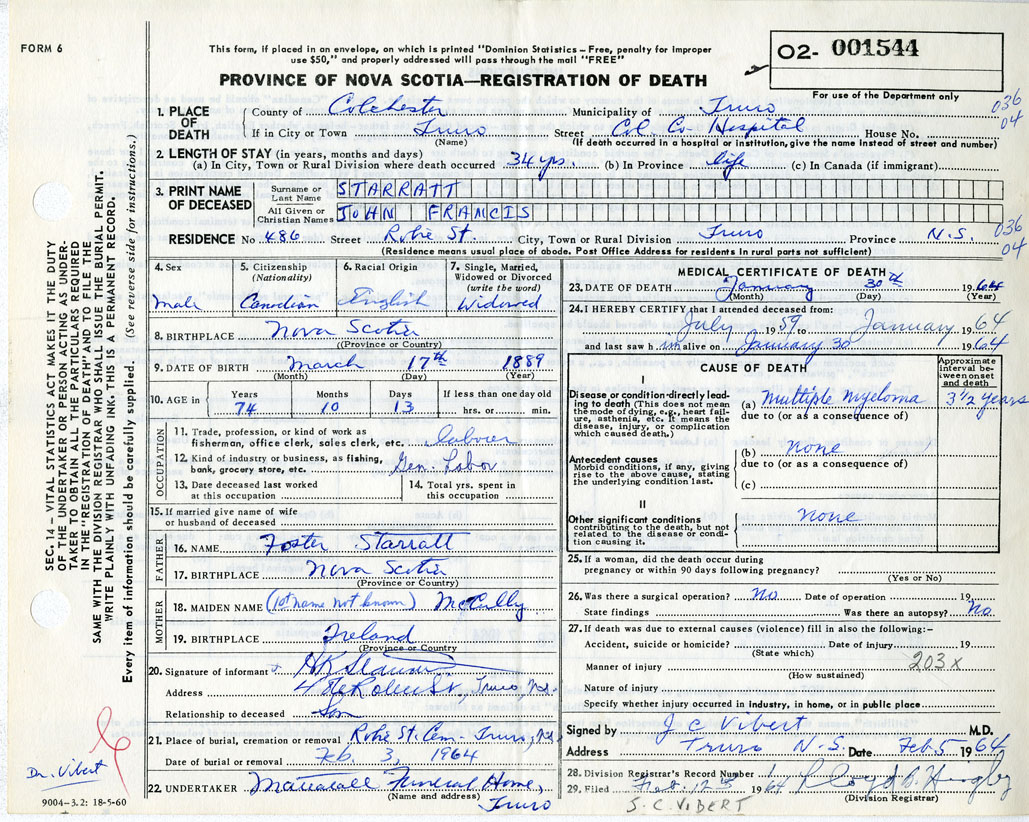 FORM 6
This form, if placed in an envelope, on which is printed "Dominion Statistics – Free, penalty for improper
use $50," and properly addressed will pass through the mail "FREE"
O2- 001544
For use of the Department only
PROVINCE OF NOVA SCOTIA—REGISTRATION OF DEATH
1. PLACE OF DEATH County of Colchester Municipality of Truro 036
If in City or Town Truro Street Col. Co. Hospital House No. 04
(Name) (If death occurred in a hospital or institution, give the name instead of street and number)
2. LENGTH OF STAY (in years, months and days)
(a) In City, Town or Rural Division where death occurred 34 yrs. (b) In Province life (c) In Canada (if immigrant)
3. PRINT NAME OF DECEASED
Surname or Last Name STARRATT
All Given or Christian Names JOHN FRANCIS
RESIDENCE No 486 Street Robie St. City, Town or Rural Division Truro Province N.S. 036 04
(Residence means usual place of abode. Post Office Address for residents in rural parts not sufficient)
4. Sex Male
5. Citizenship (Nationality) Canadian
6. Racial Origin English
7. Single, Married, Widowed or Divorced (write the word) Widowed
8. BIRTHPLACE Nova Scotia
(Province or Country)
9. DATE OF BIRTH March 17th 1889
(Month) (Day) (Year)
10. AGE in Years 74 Months 10 Days 13 If less than one day old hrs. or min.
OCCUPATION
11. Trade, profession, or kind of work as
fisherman, office clerk, sales clerk, etc. labour
12. Kind of industry or business, as fishing,
bank, grocery store, etc. Gen. Labor
13. Date deceased last worked at this occupation
14. Total yrs. spent in this occupation
15. If married give name of wife
or husband of deceased
FATHER
16. NAME Foster Starratt
17. BIRTHPLACE Nova Scotia
(Province or Country)
MOTHER
18. MAIDEN NAME (1st name not known) McCully
19. BIRTHPLACE Ireland
(Province or Country
20. Signature of informant
Address St., Truro, N.S.
Relationship to deceased Son
21. Place of burial, cremation or removal Robie St. Cem. Truro, N.S.
Date of burial or removal Feb. 3, 1964
22. UNDERTAKER Mattatall Funeral Home,
(Name and address) Truro
MEDICAL CERTIFICATE OF DEATH
23. DATE OF DEATH January 30th 1964
(Month) (Day) (Year)
24. I HEREBY CERTIFY that I attended deceased from:
July 1959 to January 1964
and last saw him alive on January 30 1964
CAUSE OF DEATH
Approximate interval between onset and death
I
Disease or condition directly leading to death (This does not mean the mode of dying, e.g., heart failure, asthenia, etc. It means the disease, injury, or complication which caused death.)
(a) Multiple myeloma 3 1/2 years
due to (or as a consequence of)
Antecedent causes
Morbid conditions, if any, giving rise to the above cause, stating the underlying condition last.
(b) none
due to (or as a consequence of)
(c)
II
Other significant conditions
contributing to the death, but not related to the disease or condition causing it.
none
25. If a woman, did the death occur during
pregnancy or within 90 days following pregnancy?
(Yes or No)
26. Was there a surgical operation? No Date of operation 19
State findings Was there an autopsy? No
27. If death was due to external causes (violence) fill in also the following:–
Accident, suicide or homicide? Date of injury 19
(State which)
Manner of injury 203X
(How sustained)
Nature of injury
Specify whether injury occurred in industry, in home, or in public place
Signed by J C Vibert M.D.
Address Truro N.S. Date Feb 5 1964
28. Division Registrar's Record Number 1
29. Filed Feb. 12th 1964
(Division Registrar)
S.C. VIBERT
SEC. 14 – VITAL STATISTICS ACT MAKES IT THE DUTY
OF THE UNDERTAKER OR PERSON ACTING AS UNDER-
TAKER TO OBTAIN ALL THE PARTICULARS REQUIRED
IN THE "REGISTRATION OF DEATH" AND TO FILE THE
SAME WITH THE DIVISION REGISTRAR WHO SHALL ISSUE THE BURIAL PERMIT.
WRITE PLAINLY WITH UNFADING INK. THIS IS A PERMANENT RECORD.
Every item of information should be carefully supplied. (See reverse side for instructions.)
Dr. Vibert
9004-3.2: 18-5-60